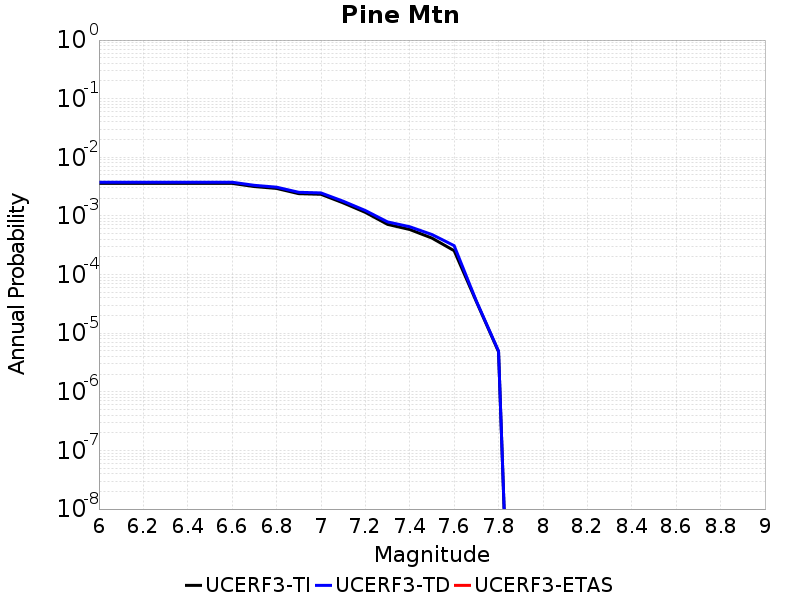 Pine Mtn
10^0
10^-1
10^-2
10^-3
10^-4
10^-5
10^-6
10^-7
10^-8
Annual Probability
6 6.2 6.4 6.6 6.8 7 7.2 7.4 7.6 7.8 8 8.2 8.4 8.6 8.8 9
Magnitude
UCERF3-TI UCERF3-TD UCERF3-ETAS